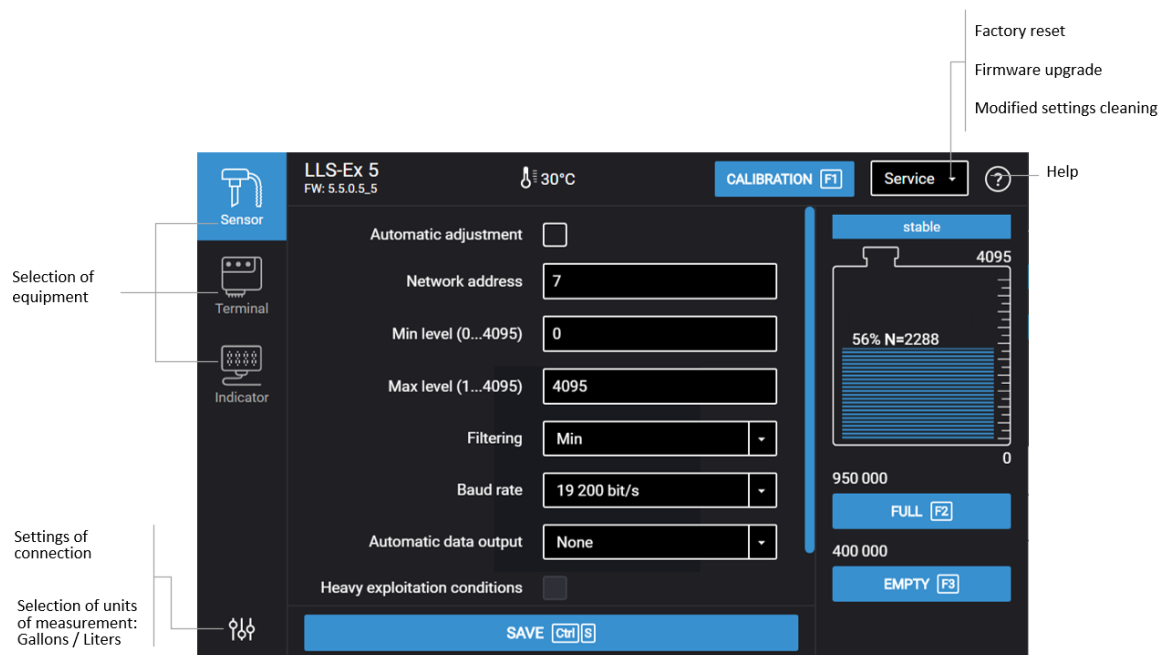 Factory reset
Firmware upgrade
Modified settings cleaning
Help
Selection of
equipment
Settings of
connection
Selection of units
of measurement:
Gallons / Liters
Sensor
Terminal
Indicator
LLS-Ex 5
FW: 5.5.0.5_5
30°C
CALIBRATION F1
Service
?
Automatic adjustment
Network address 7
Min level (0...4095) 0
Max level (1...4095) 4095
Filtering Min
Baud rate 19 200 bit/s
Automatic data output None
Heavy exploitation conditions
SAVE Ctrl S
stable
4095
56% N=2288
0
950 000
FULL F2
400 000
EMPTY F3